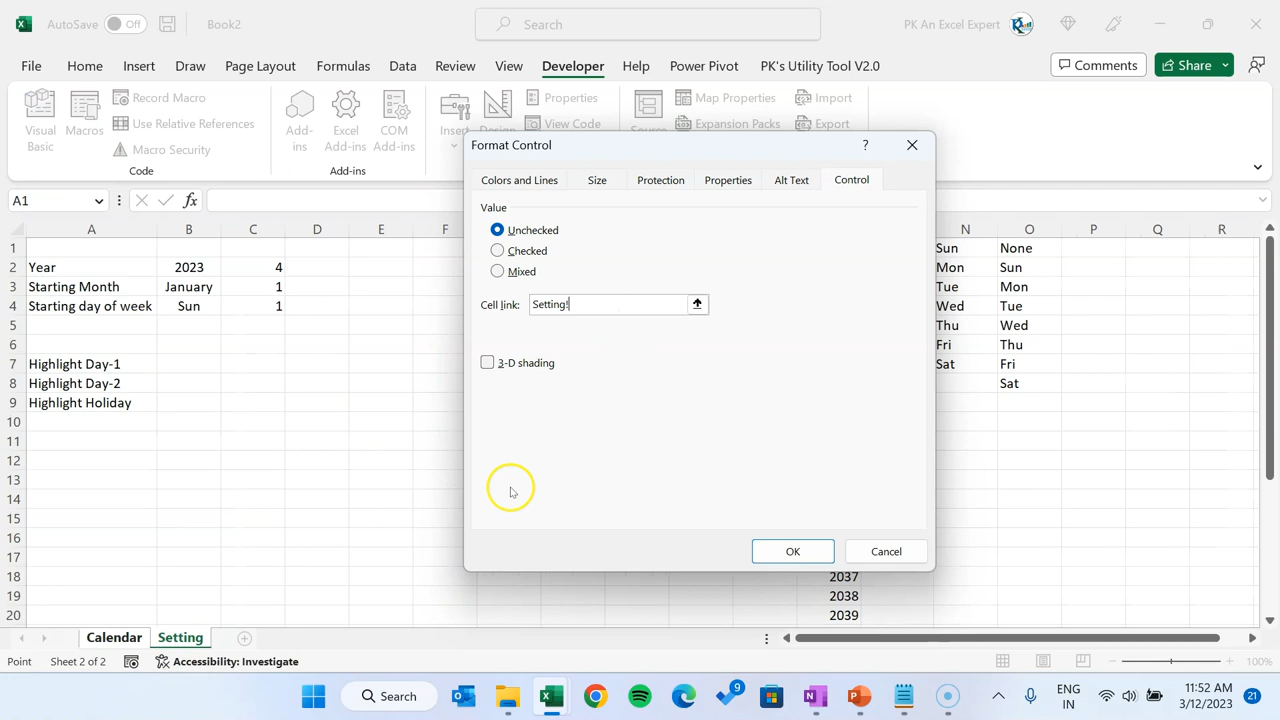 AutoSave Off Book2 Search PK An Excel Expert
File Home Insert Draw Page Layout Formulas Data Review View Developer Help Power Pivot PK's Utility Tool V2.0 Comments Share
Visual Basic
Macros
Record Macro
Use Relative References
Macro Security
Code
Add-ins
Excel Add-ins
COM Add-ins
Add-ins
Insert
Properties
View Code
Map Properties
Expansion Packs
Import
Export
A1 fx
Format Control ?
Colors and Lines Size Protection Properties Alt Text Control
Value
Unchecked
Checked
Mixed
Cell link: Setting!
3-D shading
OK Cancel
A B C D E F N O P Q R
1 Sun None
2 Year 2023 4 Mon Sun
3 Starting Month January 1 Tue Mon
4 Starting day of week Sun 1 Wed Tue
5 Thu Wed
6 Fri Thu
7 Highlight Day-1 Sat Fri
8 Highlight Day-2 Sat
9 Highlight Holiday
10
11
12
13
14
15
16
17
18 2037
19 2038
20 2039
Calendar Setting
Point Sheet 2 of 2 Accessibility: Investigate 100%
Search 9 ENG IN 11:52 AM 3/12/2023 21